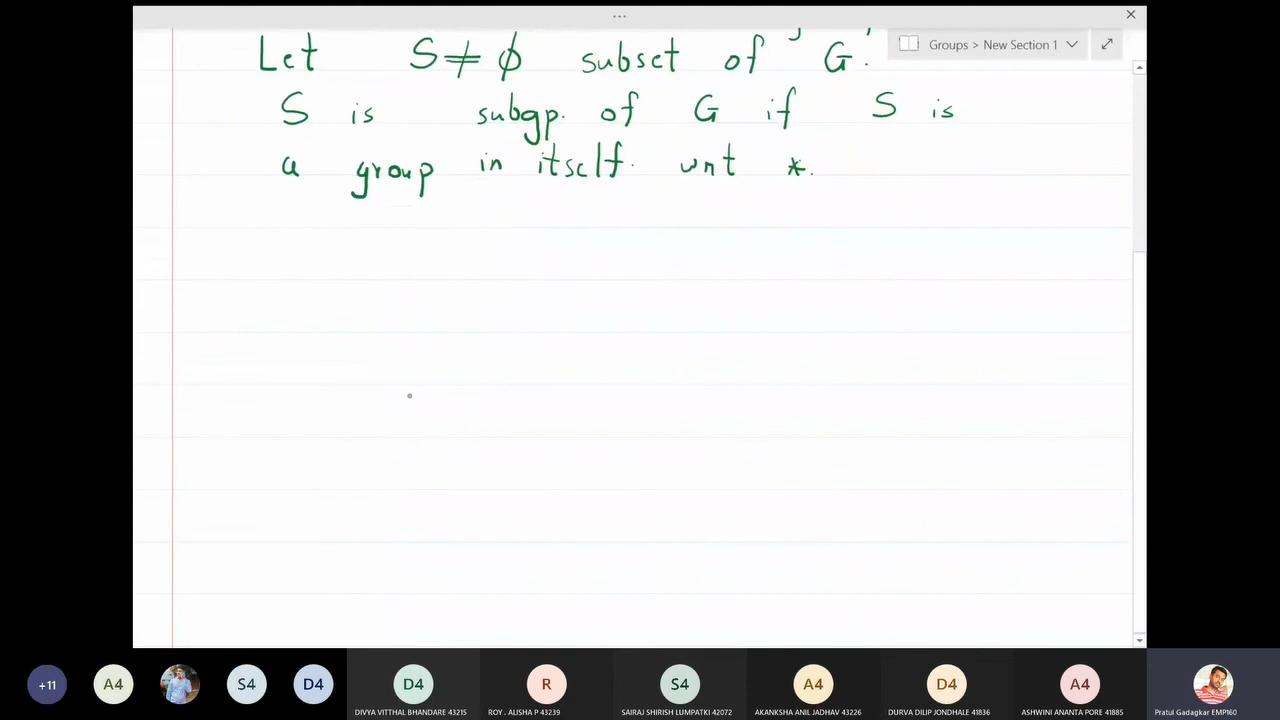 ...
Groups > New Section 1
Let S ≠ ϕ subset of G.
S is subgp. of G if S is
a group in itself. wrt *.
+11 A4 S4 D4 D4 R S4 A4 D4 A4
DIVYA VITTHAL BHANDARE 43215 ROY . ALISHA P 43239 SAIRAJ SHIRISH LUMPATKI 42072 AKANKSHA ANIL JADHAV 43226 DURVA DILIP JONDHALE 41836 ASHWINI ANANTA PORE 41885 Pratul Gadagkar EMP160